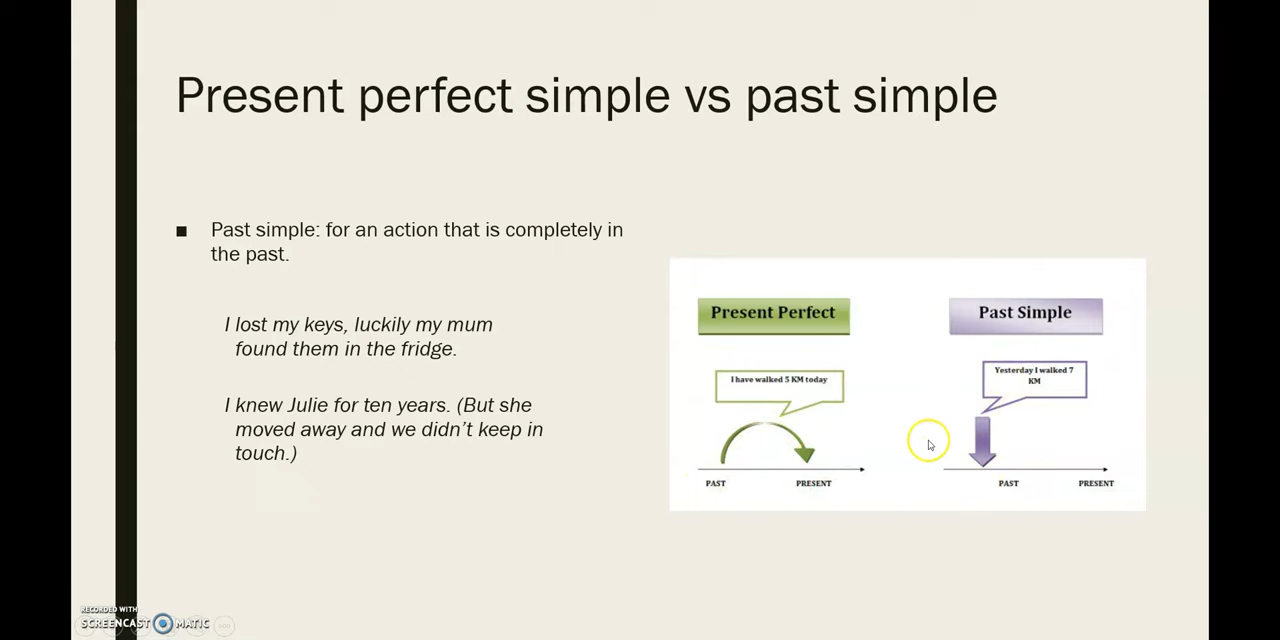 Present perfect simple vs past simple
■ Past simple: for an action that is completely in
the past.
I lost my keys, luckily my mum
found them in the fridge.
I knew Julie for ten years. (But she
moved away and we didn’t keep in
touch.)
Present Perfect
I have walked 5 KM today
PAST PRESENT
Past Simple
Yesterday I walked 7
KM
PAST PRESENT
RECORDED WITH
SCREENCAST MATIC